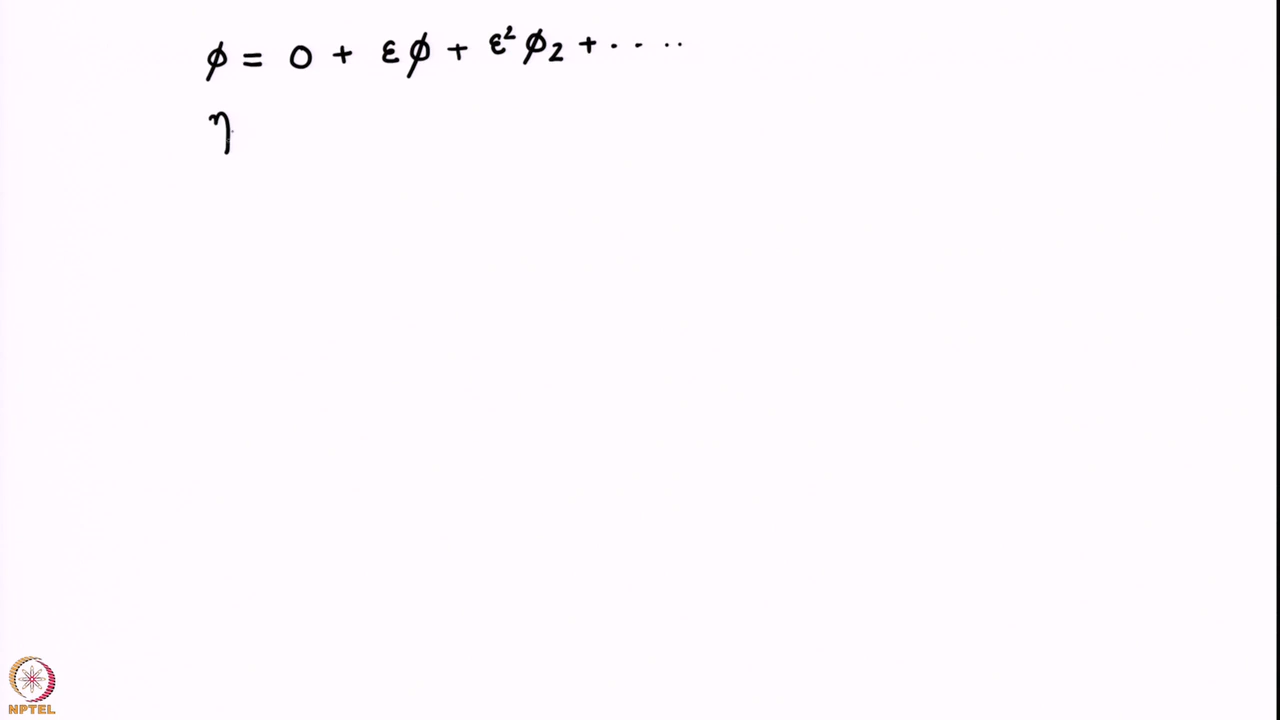 ϕ = 0 + εϕ + ε²ϕ₂ + · · · ·
η
NPTEL